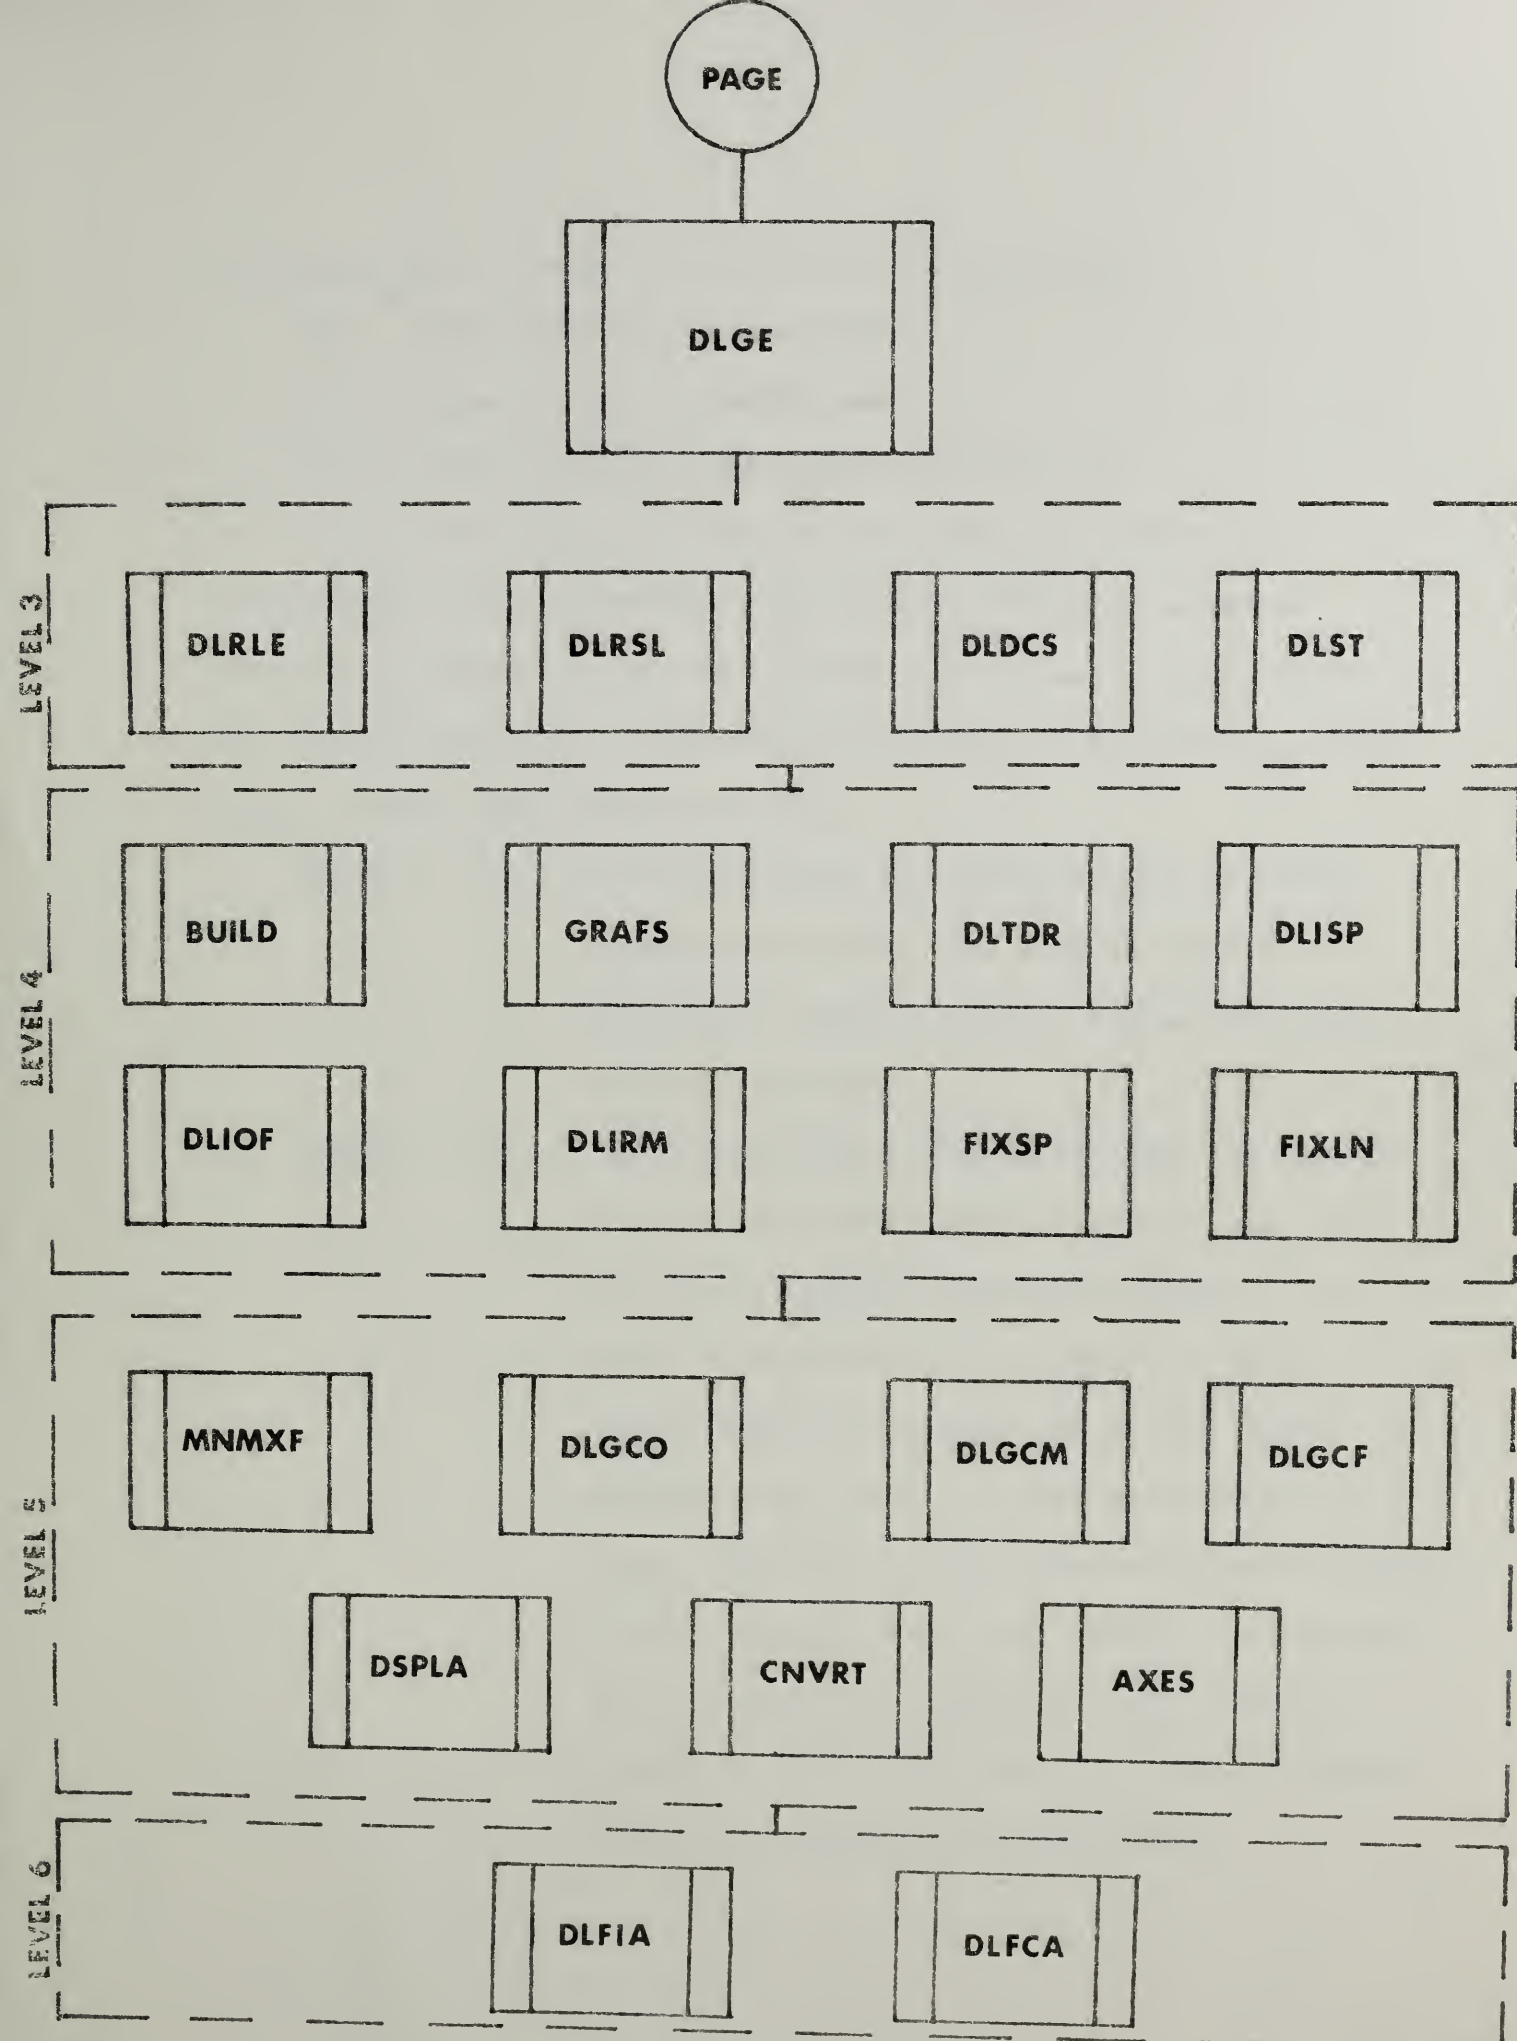 PAGE
DLGE
LEVEL 3
DLRLE
DLRSL
DLDCS
DLST
LEVEL 4
BUILD
GRAFS
DLTDR
DLISP
DLIOF
DLIRM
FIXSP
FIXLN
LEVEL 5
MNMXF
DLGCO
DLGCM
DLGCF
DSPLA
CNVRT
AXES
LEVEL 6
DLFIA
DLFCA